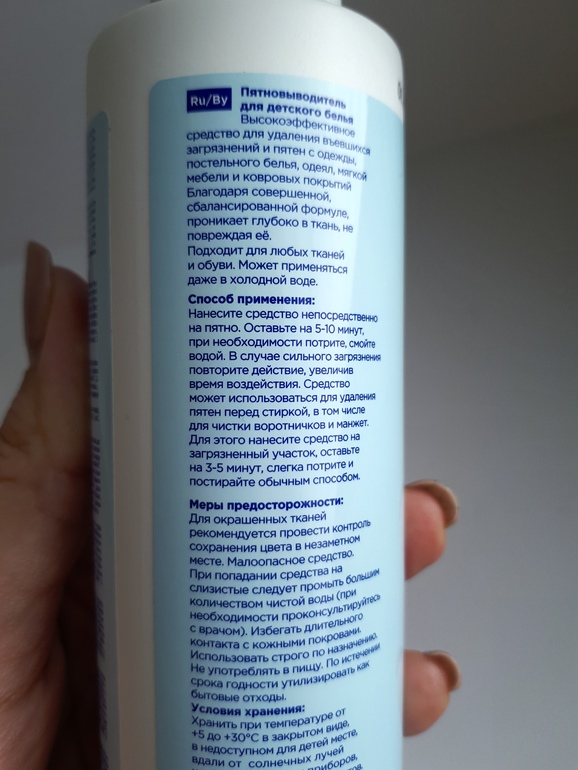 Ru/By
Пятновыводитель
для детского белья
Высокоэффективное
средство для удаления въевшихся
загрязнений и пятен с одежды,
постельного белья, одеял, мягкой
мебели и ковровых покрытий
Благодаря совершенной,
сбалансированной формуле,
проникает глубоко в ткань, не
повреждая её.
Подходит для любых тканей
и обуви. Может применяться
даже в холодной воде.
Способ применения:
Нанесите средство непосредственно
на пятно. Оставьте на 5-10 минут,
при необходимости потрите, смойте
водой. В случае сильного загрязнения
повторите действие, увеличив
время воздействия. Средство
может использоваться для удаления
пятен перед стиркой, в том числе
для чистки воротничков и манжет.
Для этого нанесите средство на
загрязненный участок, оставьте
на 3-5 минут, слегка потрите и
постирайте обычным способом.
Меры предосторожности:
Для окрашенных тканей
рекомендуется провести контроль
сохранения цвета в незаметном
месте. Малоопасное средство.
При попадании средства на
слизистые следует промыть большим
количеством чистой воды (при
необходимости проконсультируйтесь
с врачом). Избегать длительного
контакта с кожными покровами.
Использовать строго по назначению.
Не употреблять в пищу. По истечении
срока годности утилизировать как
бытовые отходы.
Условия хранения:
Хранить при температуре от
+5 до +30°C в закрытом виде,
в недоступном для детей месте,
вдали от солнечных лучей